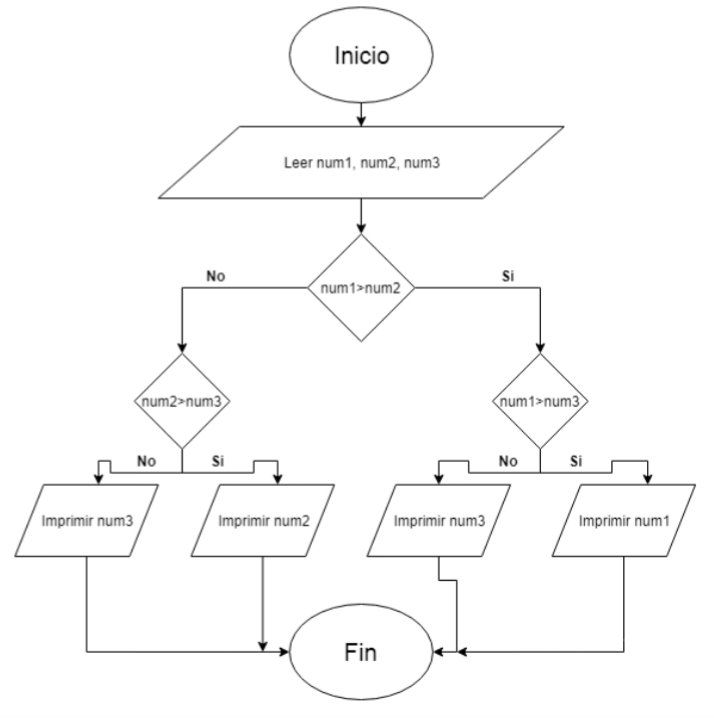 Inicio
Leer num1, num2, num3
num1>num2
No
Si
num2>num3
num1>num3
No
Si
No
Si
Imprimir num3
Imprimir num2
Imprimir num3
Imprimir num1
Fin